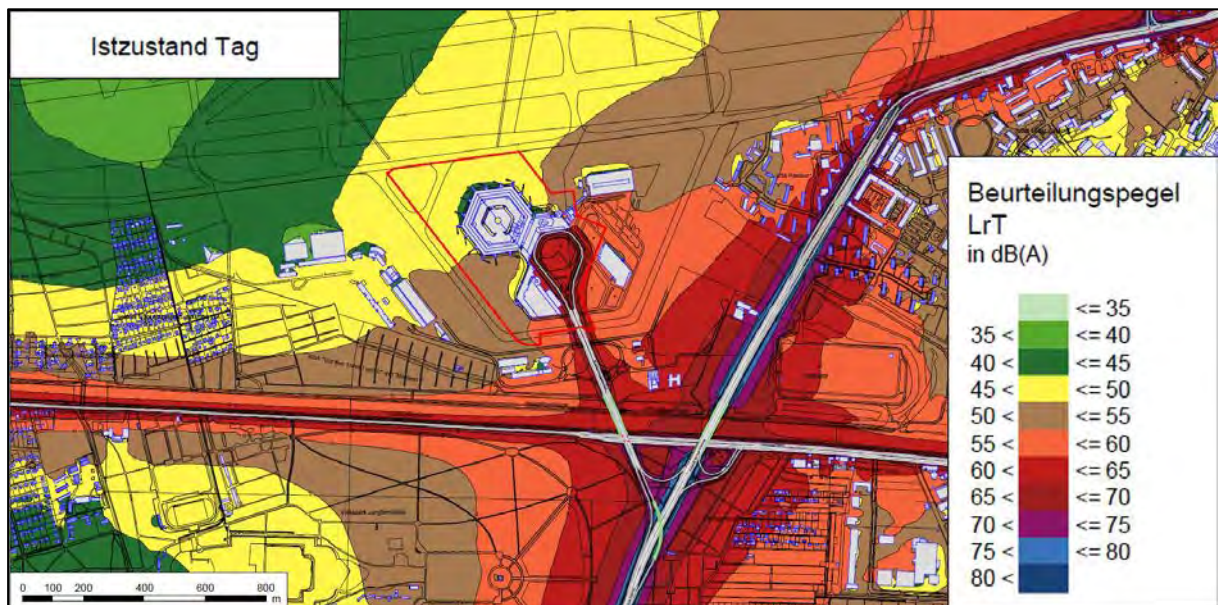 Istzustand Tag
Beurteilungspegel
LrT
in dB(A)
<= 35
35 < <= 40
40 < <= 45
45 < <= 50
50 < <= 55
55 < <= 60
60 < <= 65
65 < <= 70
70 < <= 75
75 < <= 80
80 <
0 100 200 400 600 800
m